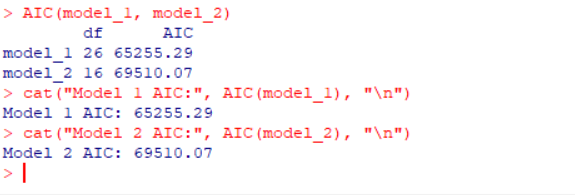 > AIC(model_1, model_2)
        df      AIC
model_1 26 65255.29
model_2 16 69510.07
> cat("Model 1 AIC:", AIC(model_1), "\n")
Model 1 AIC: 65255.29
> cat("Model 2 AIC:", AIC(model_2), "\n")
Model 2 AIC: 69510.07
>